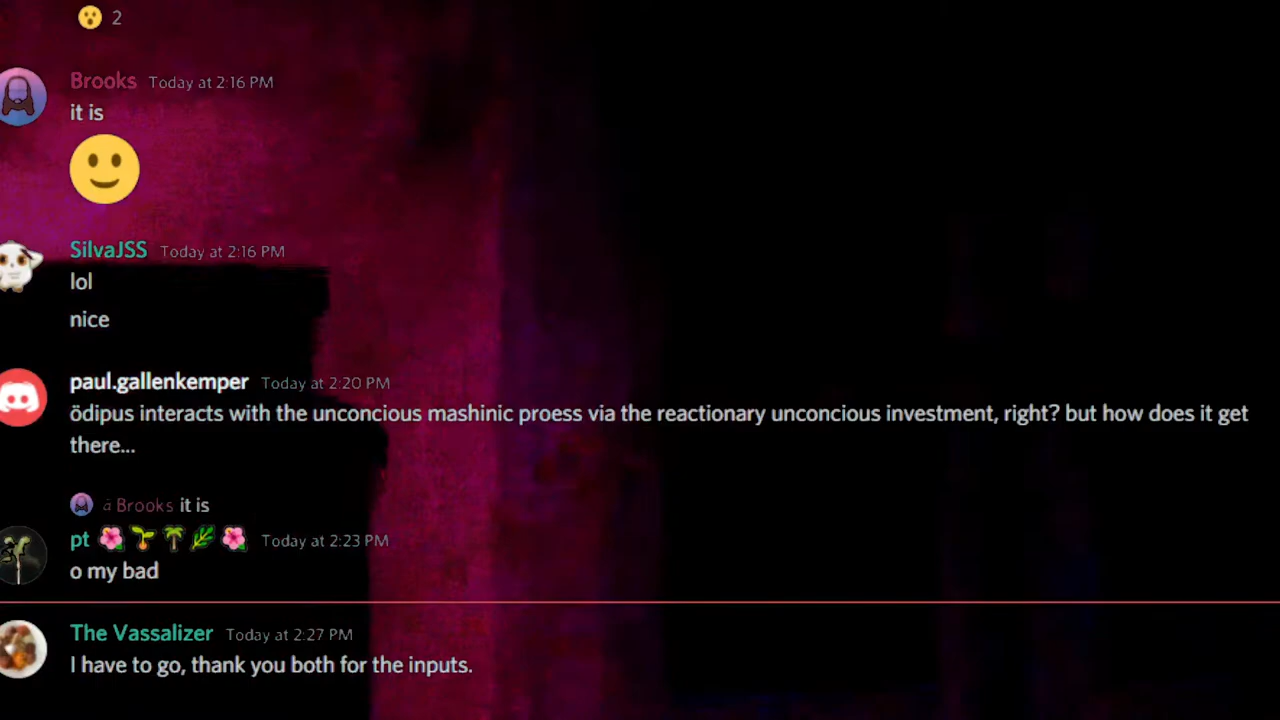 2
Brooks Today at 2:16 PM
it is
SilvaJSS Today at 2:16 PM
lol
nice
paul.gallenkemper Today at 2:20 PM
ödipus interacts with the unconcious mashinic proess via the reactionary unconcious investment, right? but how does it get
there...
Brooks it is
pt Today at 2:23 PM
o my bad
The Vassalizer Today at 2:27 PM
I have to go, thank you both for the inputs.